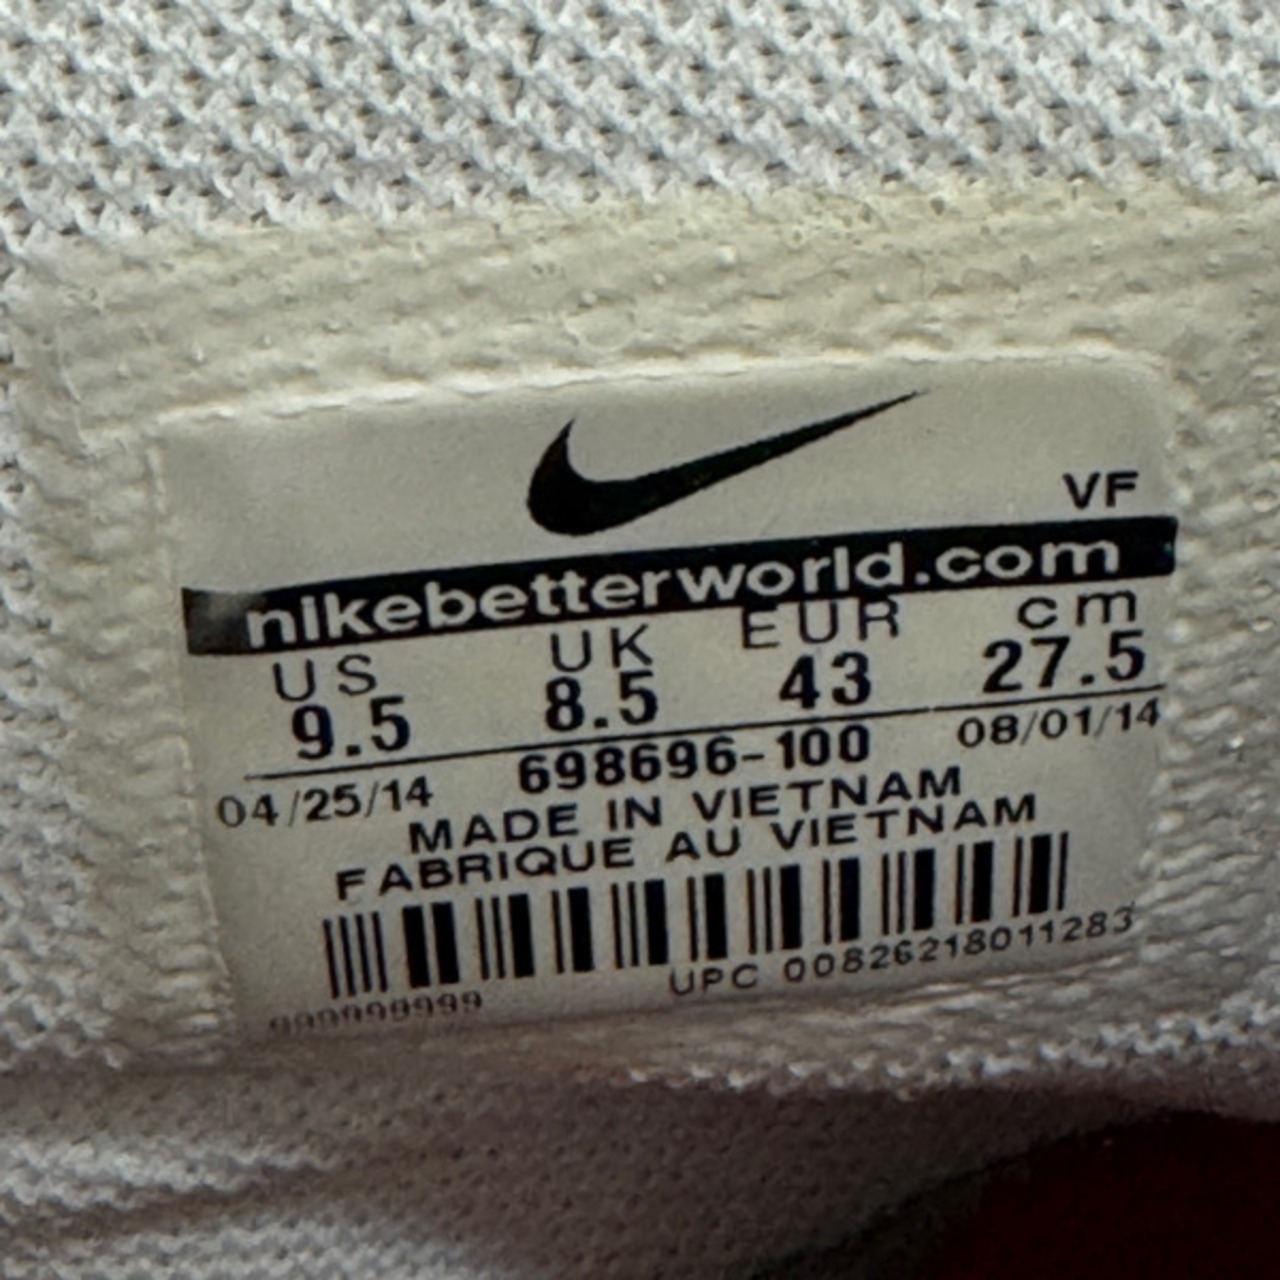 VF
nikebetterworld.com
US UK EUR cm
9.5 8.5 43 27.5
04/25/14 698696-100 08/01/14
MADE IN VIETNAM
FABRIQUE AU VIETNAM
UPC 00826218011283